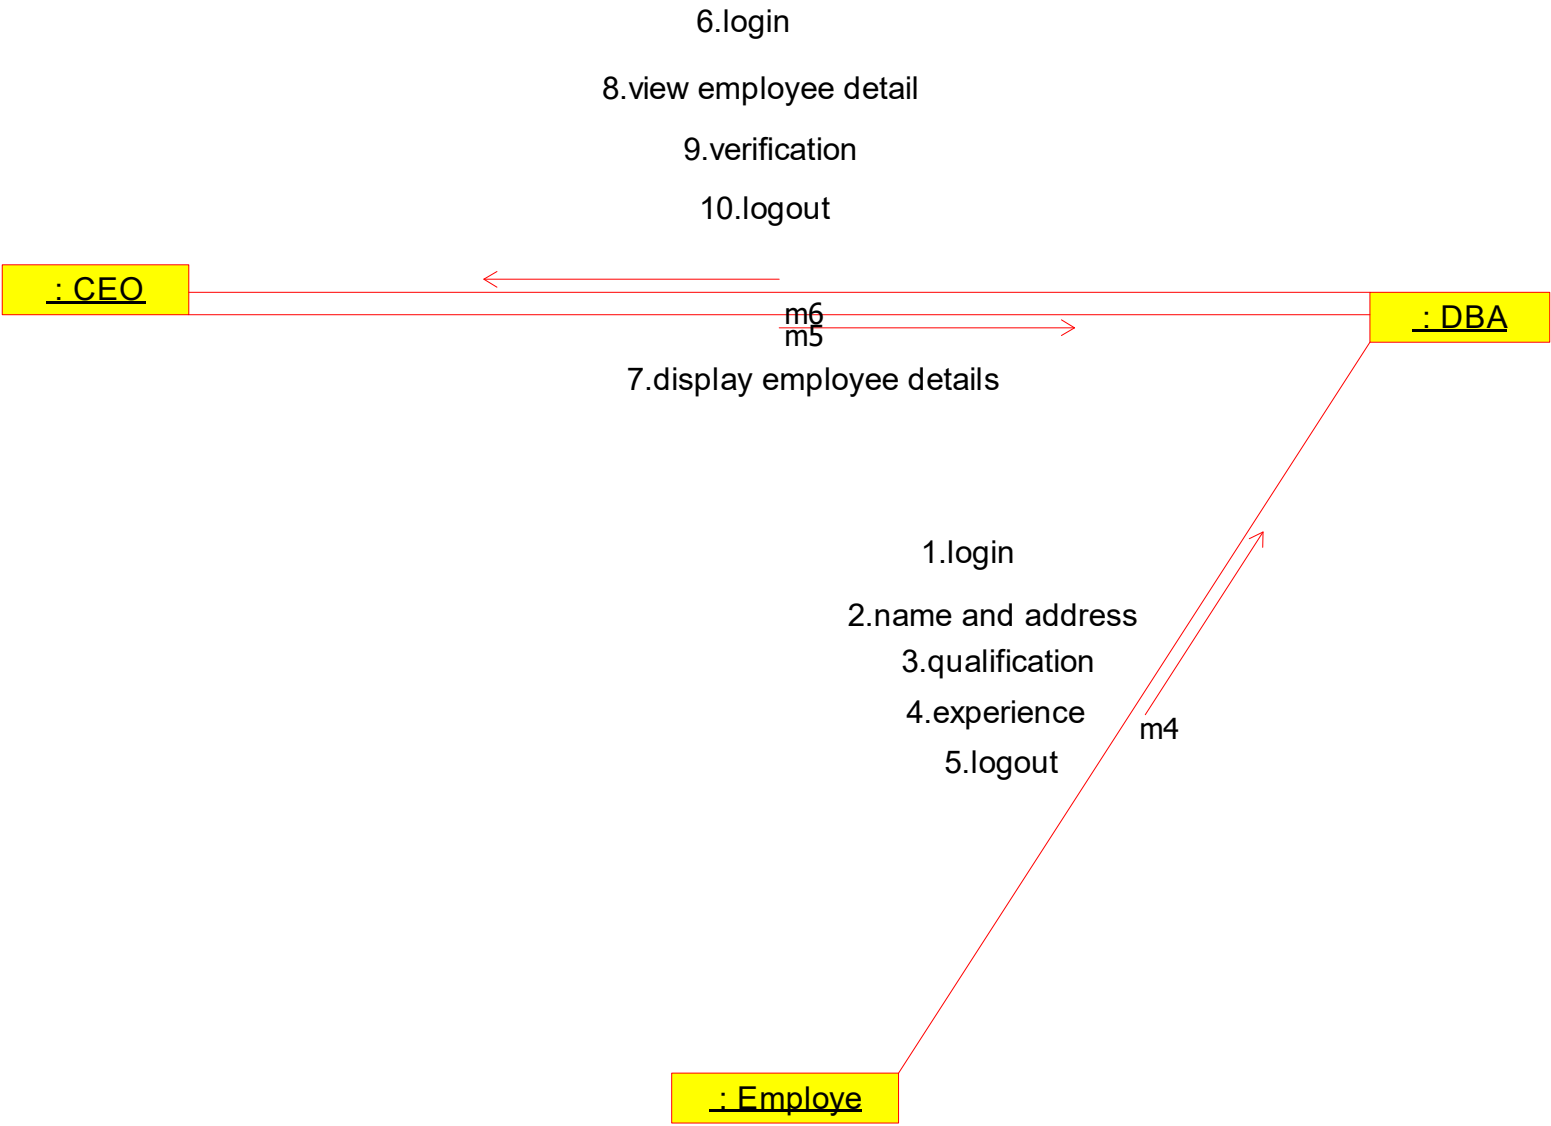 6.login
8.view employee detail
9.verification
10.logout
: CEO
: DBA
m6
m5
7.display employee details
1.login
2.name and address
3.qualification
4.experience
m4
5.logout
: Employe